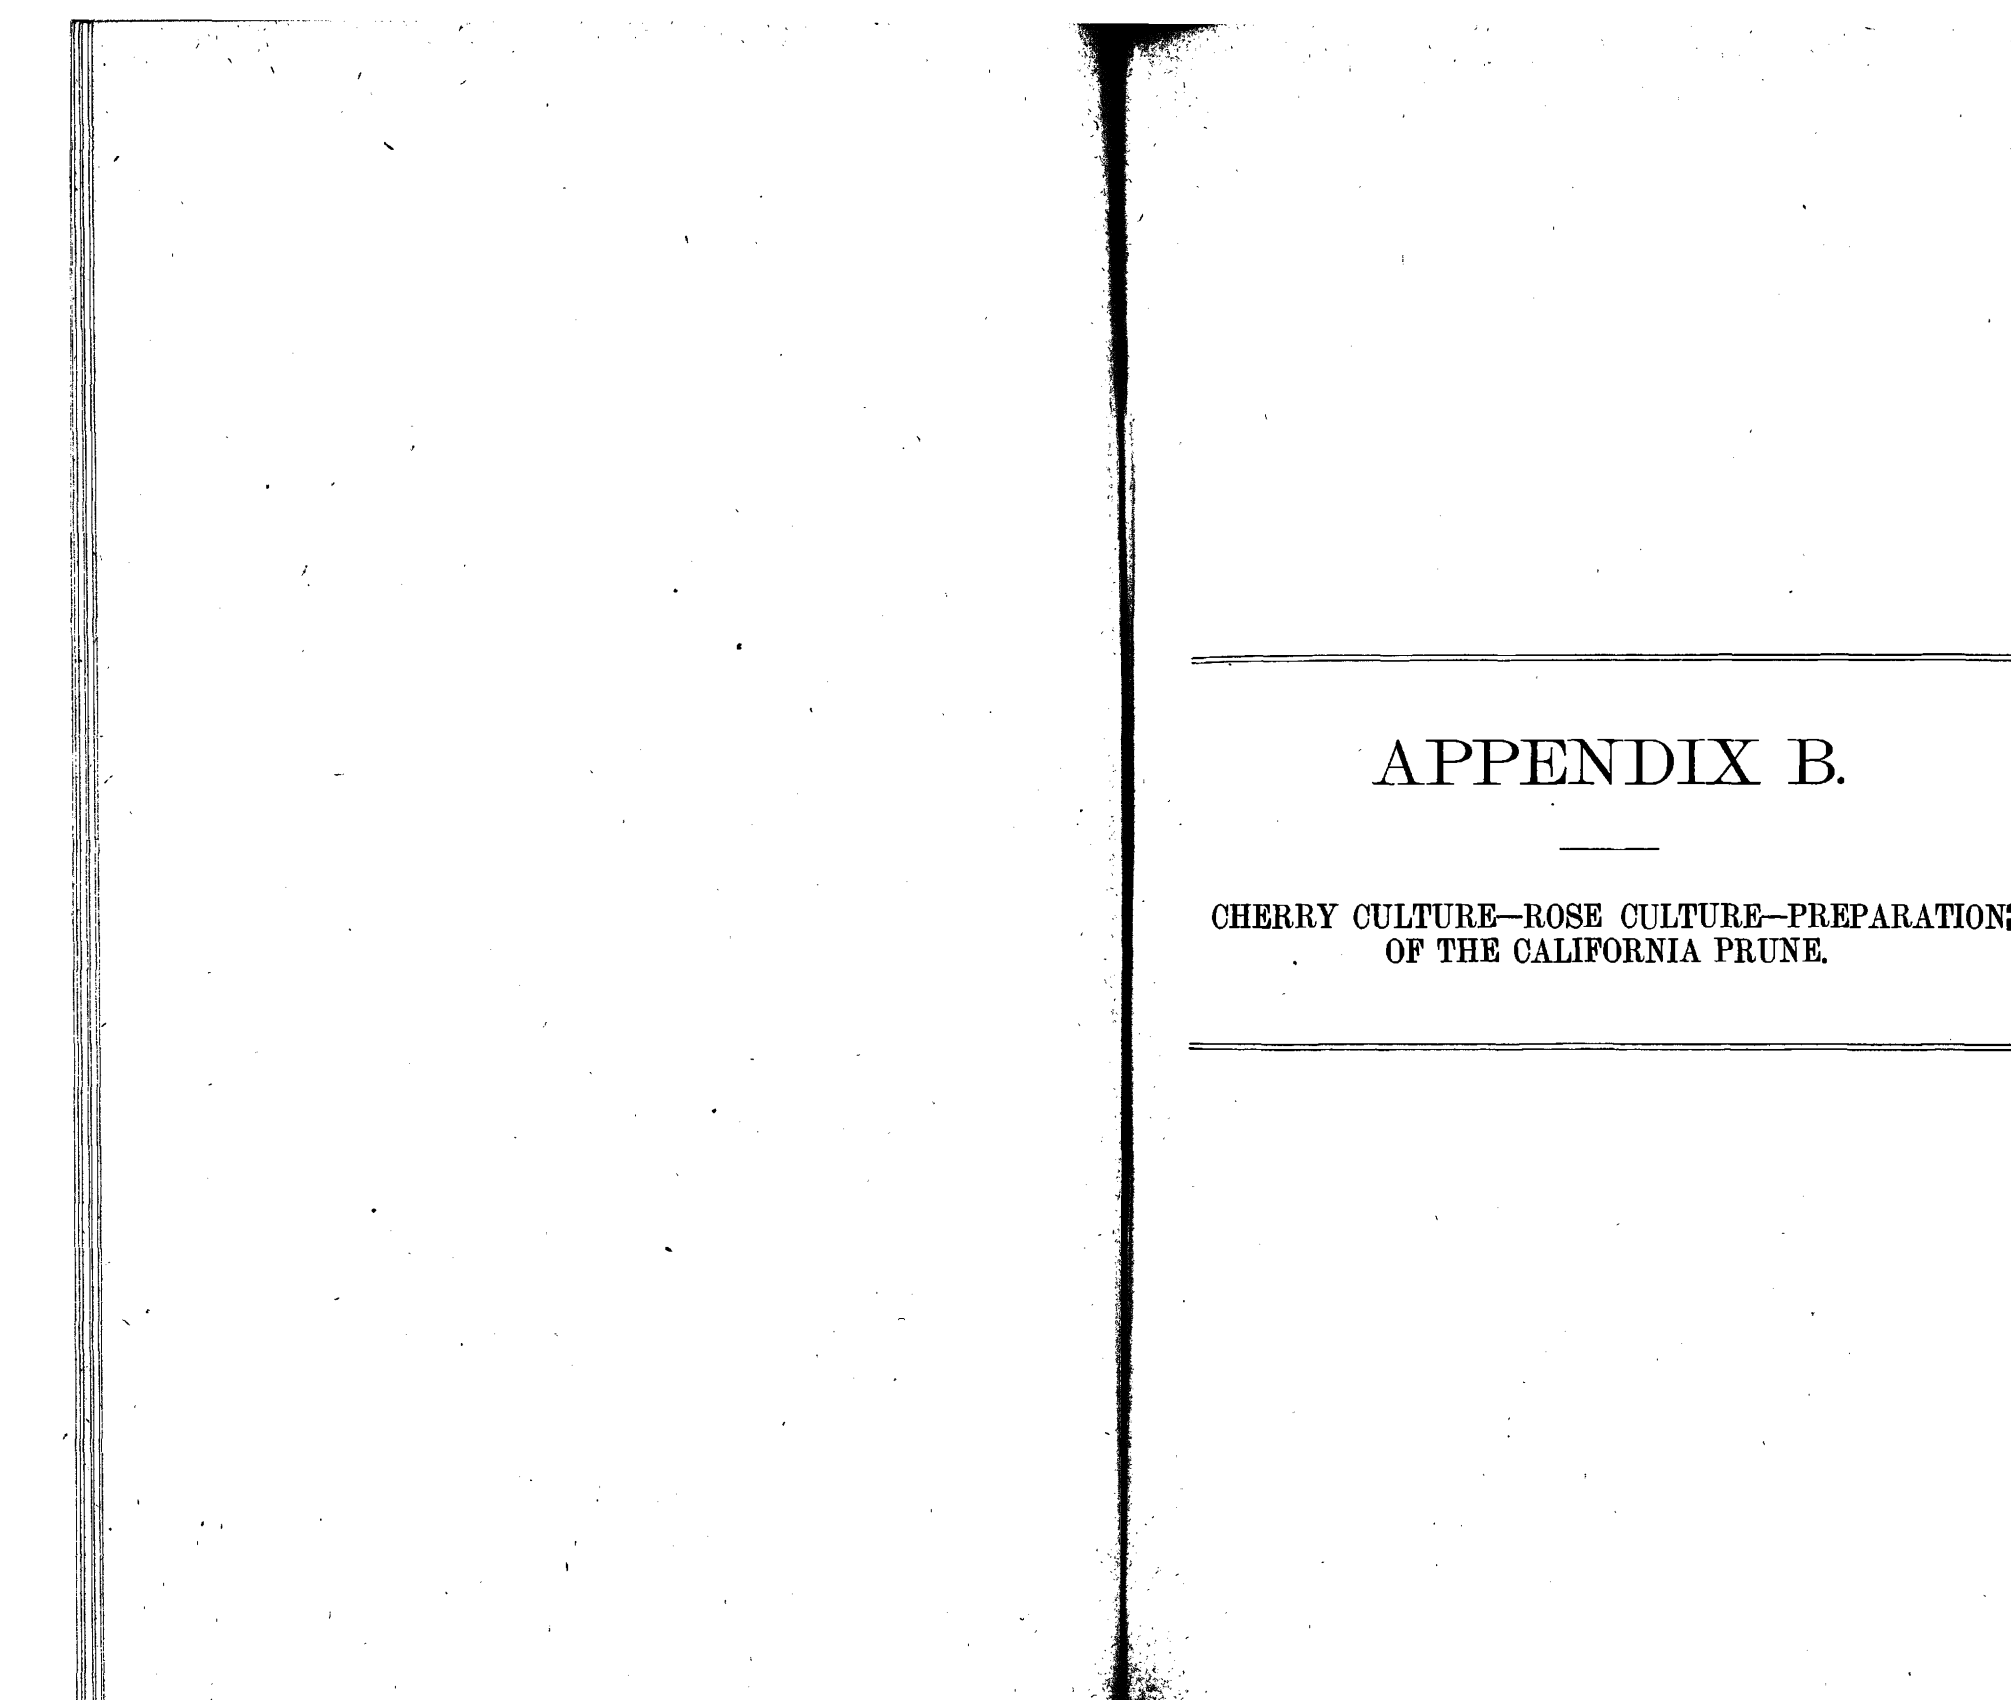 APPENDIX B.
CHERRY CULTURE—ROSE CULTURE—PREPARATION
OF THE CALIFORNIA PRUNE.